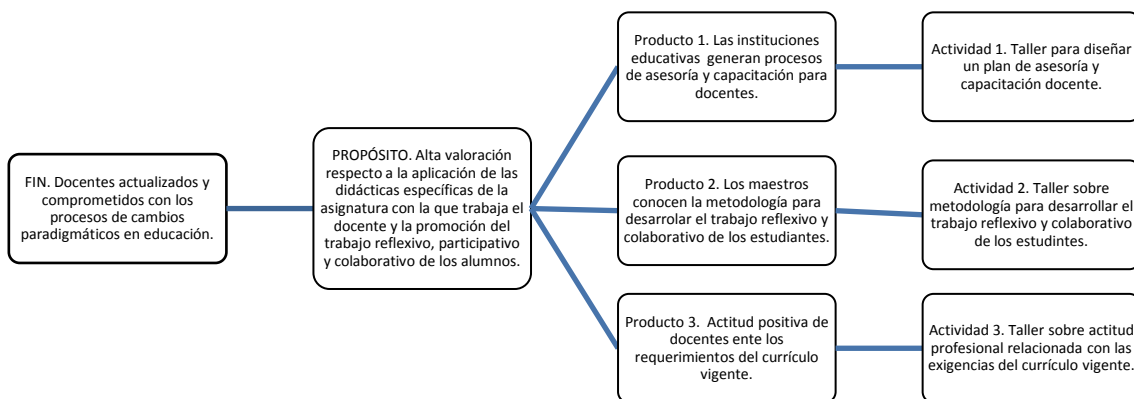 FIN. Docentes actualizados y
comprometidos con los
procesos de cambios
paradigmáticos en educación.
PROPÓSITO. Alta valoración
respecto a la aplicación de las
didácticas específicas de la
asignatura con la que trabaja el
docente y la promoción del
trabajo reflexivo, participativo
y colaborativo de los alumnos.
Producto 1. Las instituciones
educativas generan procesos
de asesoría y capacitación para
docentes.
Actividad 1. Taller para diseñar
un plan de asesoría y
capacitación docente.
Producto 2. Los maestros
conocen la metodología para
desarrolar el trabajo reflexivo
y colaborativo de los estudiantes.
Actividad 2. Taller sobre
metodología para desarrollar el
trabajo reflexivo y colaborativo
de los estudintes.
Producto 3. Actitud positiva de
docentes ente los
requerimientos del currículo
vigente.
Actividad 3. Taller sobre actitud
profesional relacionada con las
exigencias del currículo vigente.